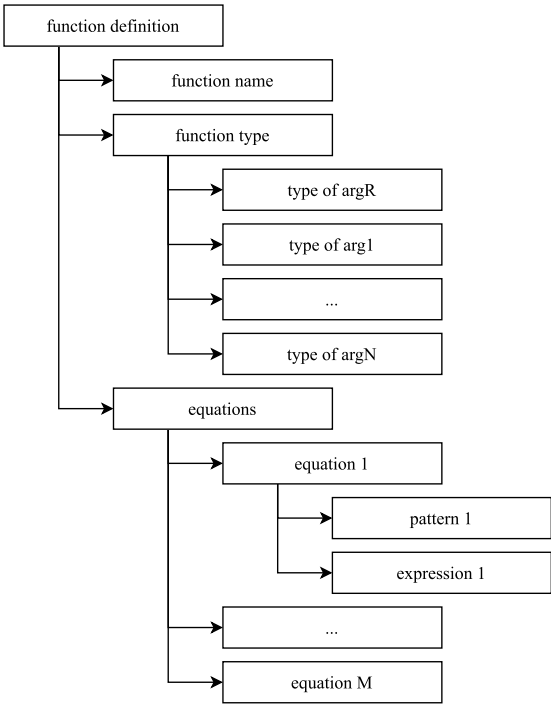 function definition
function name
function type
type of argR
type of arg1
...
type of argN
equations
equation 1
pattern 1
expression 1
...
equation M